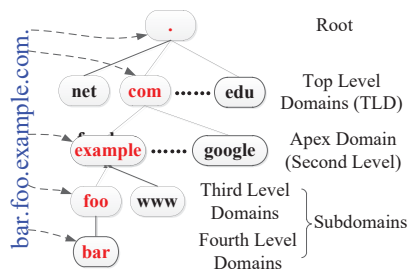 bar.foo.example.com.
.
Root
net
com
......
edu
Top Level
Domains (TLD)
example
......
google
Apex Domain
(Second Level)
foo
www
Third Level
Domains
Subdomains
bar
Fourth Level
Domains